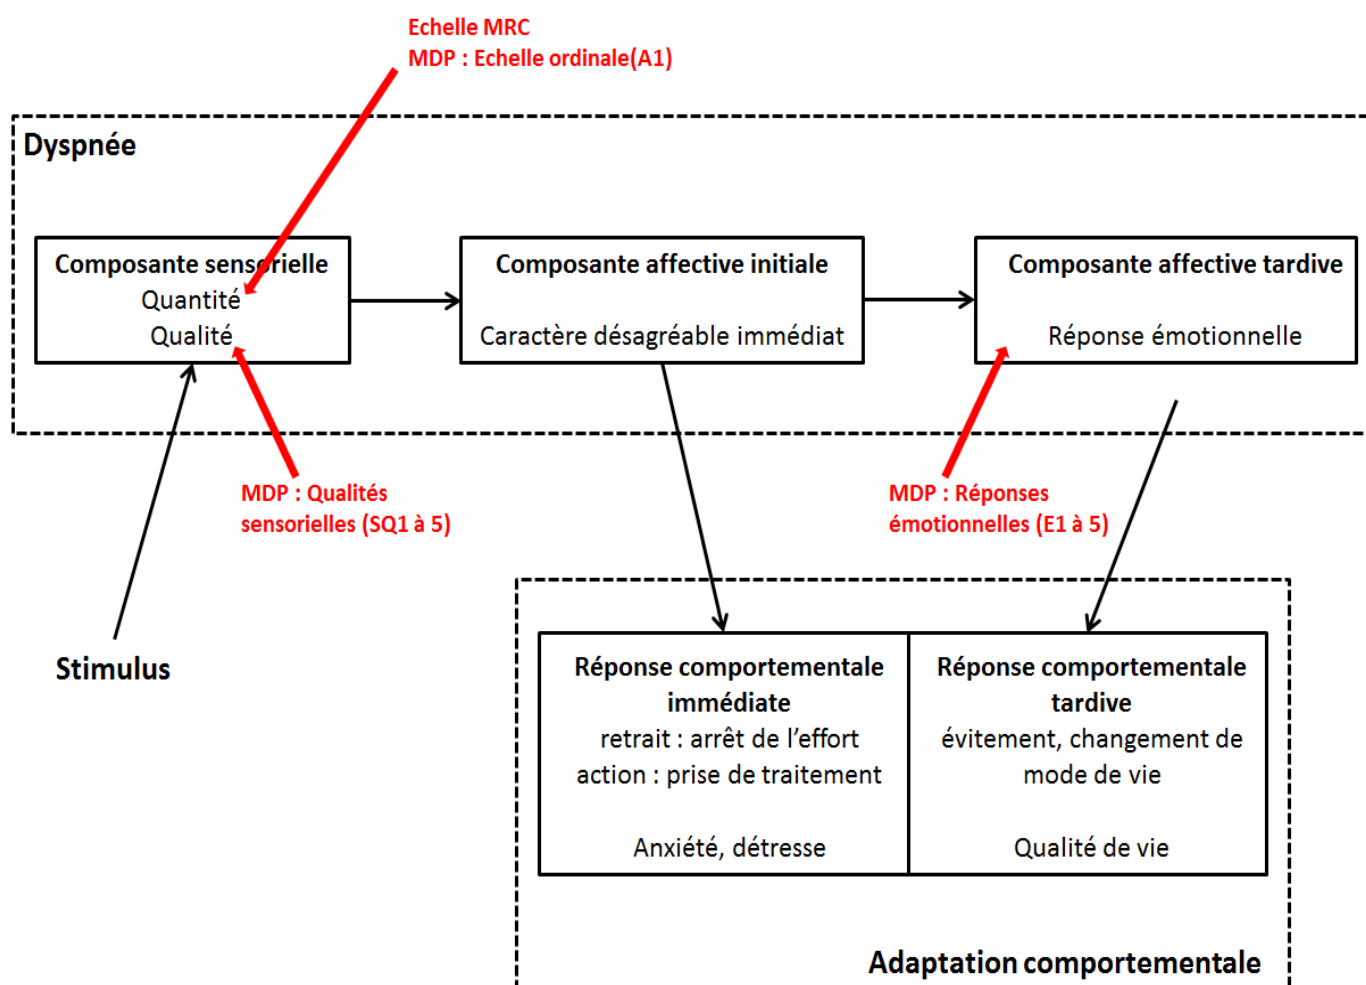 Echelle MRC
MDP : Echelle ordinale(A1)
Dyspnée
Composante sensorielle
Quantité
Qualité
Composante affective initiale
Caractère désagréable immédiat
Composante affective tardive
Réponse émotionnelle
MDP : Qualités
sensorielles (SQ1 à 5)
MDP : Réponses
émotionnelles (E1 à 5)
Stimulus
Réponse comportementale
immédiate
retrait : arrêt de l’effort
action : prise de traitement
Anxiété, détresse
Réponse comportementale
tardive
évitement, changement de
mode de vie
Qualité de vie
Adaptation comportementale